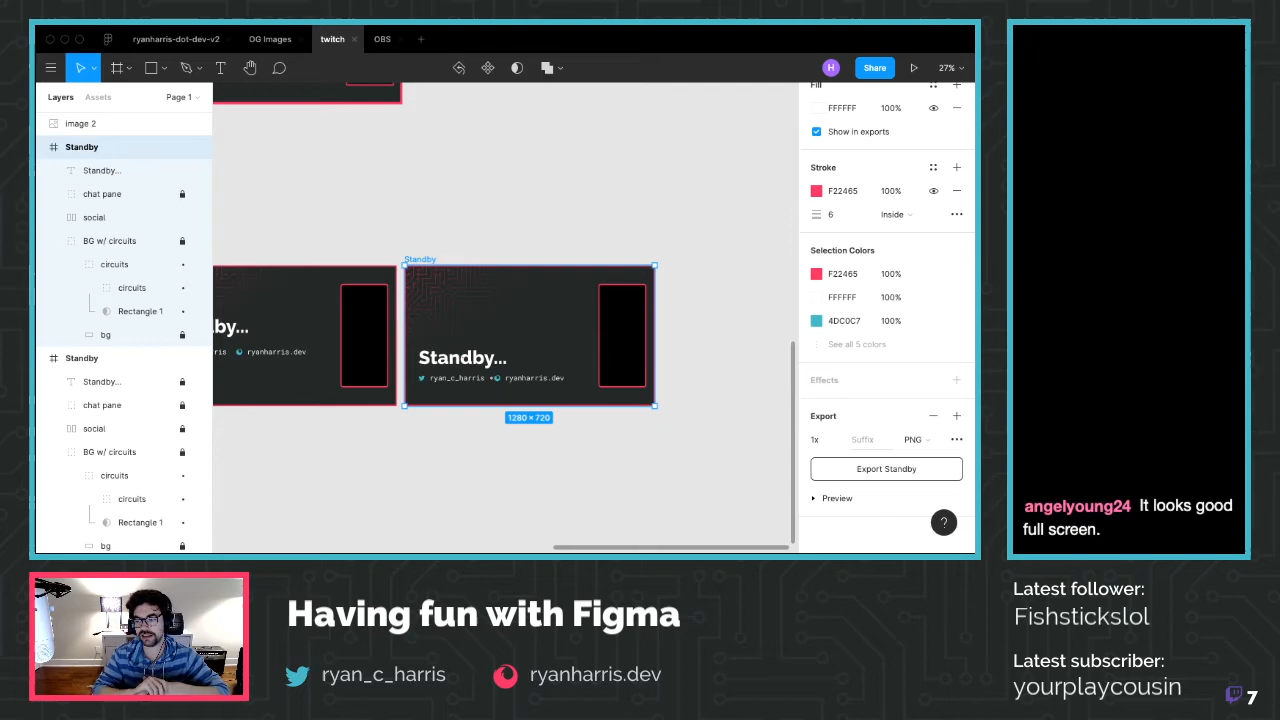 ryanharris-dot-dev-v2
OG Images
twitch
OBS
H
Share
27%
Layers
Assets
Page 1
image 2
Standby
Standby...
chat pane
social
BG w/ circuits
circuits
circuits
Rectangle 1
bg
Standby
Standby...
chat pane
social
BG w/ circuits
circuits
circuits
Rectangle 1
bg
by...
ris
ryanharris.dev
Standby
Standby...
ryan_c_harris
ryanharris.dev
1280 × 720
Fill
FFFFFF 100%
Show in exports
Stroke
F22465 100%
6 Inside
Selection Colors
F22465 100%
FFFFFF 100%
4DC0C7 100%
See all 5 colors
Effects
Export
1x Suffix PNG
Export Standby
Preview
?
angelyoung24 It looks good
full screen.
Having fun with Figma
ryan_c_harris
ryanharris.dev
Latest follower:
Fishstickslol
Latest subscriber:
yourplaycousin
7